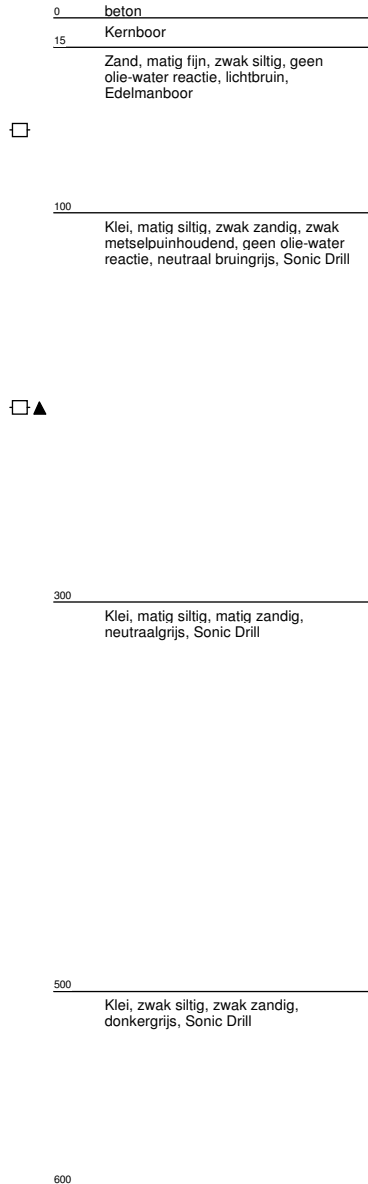 0 beton
Kernboor
15
Zand, matig fijn, zwak siltig, geen
olie-water reactie, lichtbruin,
Edelmanboor
100
Klei, matig siltig, zwak zandig, zwak
metselpuinhoudend, geen olie-water
reactie, neutraal bruingrijs, Sonic Drill
300
Klei, matig siltig, matig zandig,
neutraalgrijs, Sonic Drill
500
Klei, zwak siltig, zwak zandig,
donkergrijs, Sonic Drill
600